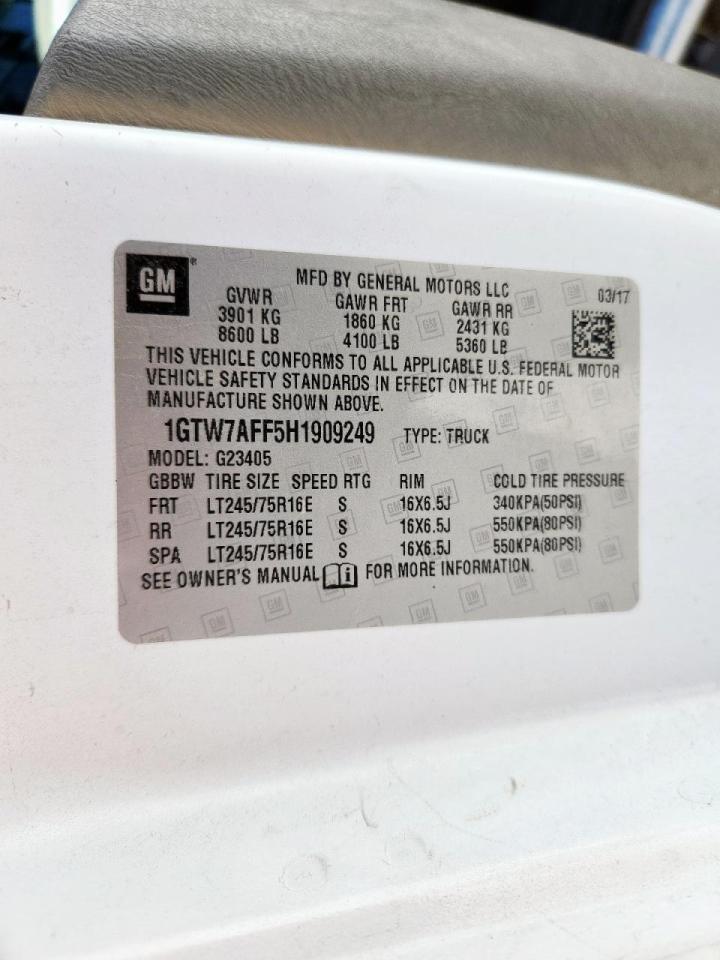 GM MFD BY GENERAL MOTORS LLC 03/17
GVWR GAWR FRT GAWR RR
3901 KG 1860 KG 2431 KG
8600 LB 4100 LB 5360 LB
THIS VEHICLE CONFORMS TO ALL APPLICABLE U.S. FEDERAL MOTOR
VEHICLE SAFETY STANDARDS IN EFFECT ON THE DATE OF
MANUFACTURE SHOWN ABOVE.
1GTW7AFF5H1909249 TYPE: TRUCK
MODEL: G23405
GBBW TIRE SIZE SPEED RTG RIM COLD TIRE PRESSURE
FRT LT245/75R16E S 16X6.5J 340KPA(50PSI)
RR LT245/75R16E S 16X6.5J 550KPA(80PSI)
SPA LT245/75R16E S 16X6.5J 550KPA(80PSI)
SEE OWNER'S MANUAL FOR MORE INFORMATION.